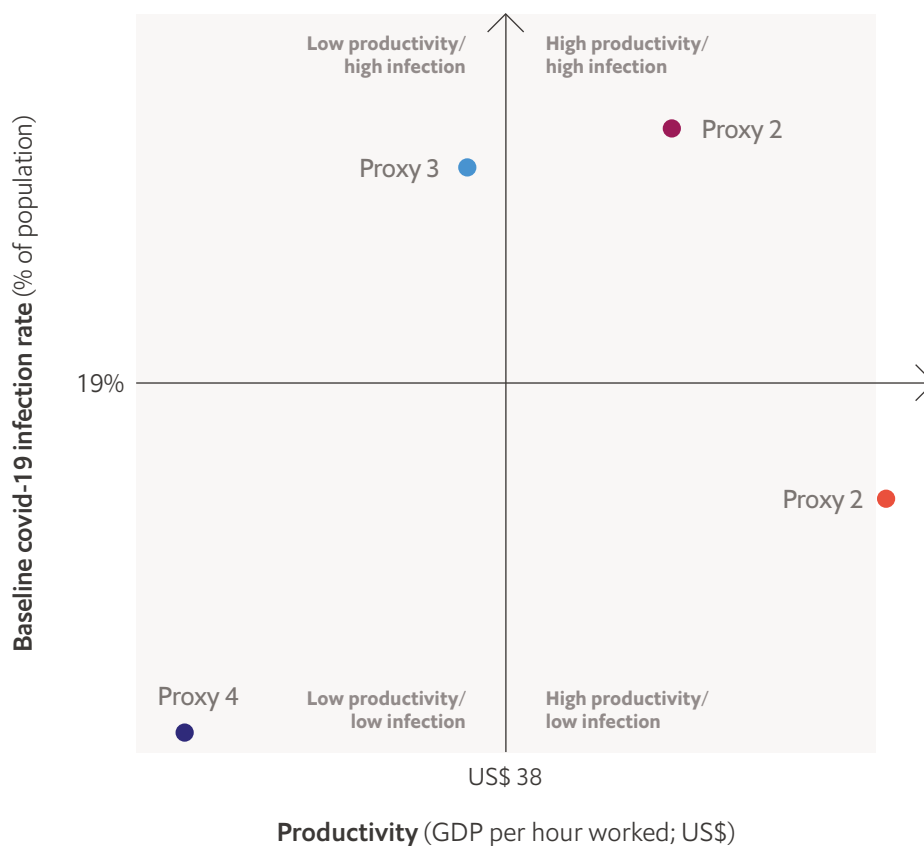 Low productivity/
high infection
High productivity/
high infection
Proxy 2
Proxy 3
Baseline covid-19 infection rate (% of population)
19%
Proxy 2
Proxy 4
Low productivity/
low infection
High productivity/
low infection
US$ 38
Productivity (GDP per hour worked; US$)